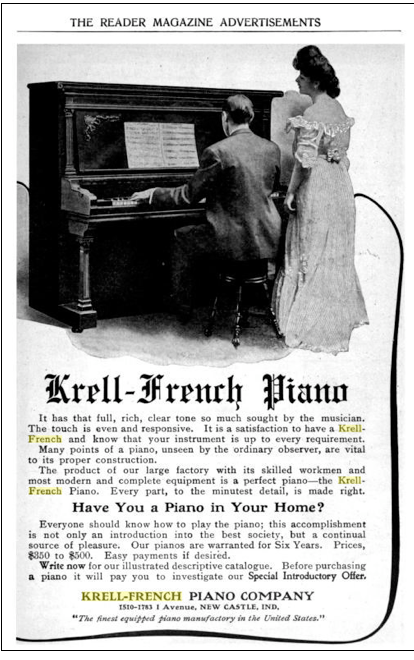 THE READER MAGAZINE ADVERTISEMENTS
Krell-French Piano
It has that full, rich, clear tone so much sought by the musician.
The touch is even and responsive. It is a satisfaction to have a Krell-
French and know that your instrument is up to every requirement.
Many points of a piano, unseen by the ordinary observer, are vital
to its proper construction.
The product of our large factory with its skilled workmen and
most modern and complete equipment is a perfect piano—the Krell-
French Piano. Every part, to the minutest detail, is made right.
Have You a Piano in Your Home?
Everyone should know how to play the piano; this accomplishment
is not only an introduction into the best society, but a continual
source of pleasure. Our pianos are warranted for Six Years. Prices,
$350 to $500. Easy payments if desired.
Write now for our illustrated descriptive catalogue. Before purchasing
a piano it will pay you to investigate our Special Introductory Offer.
KRELL-FRENCH PIANO COMPANY
1510-1783 I Avenue, NEW CASTLE, IND,
"The finest equipped piano manufactory in the United States."